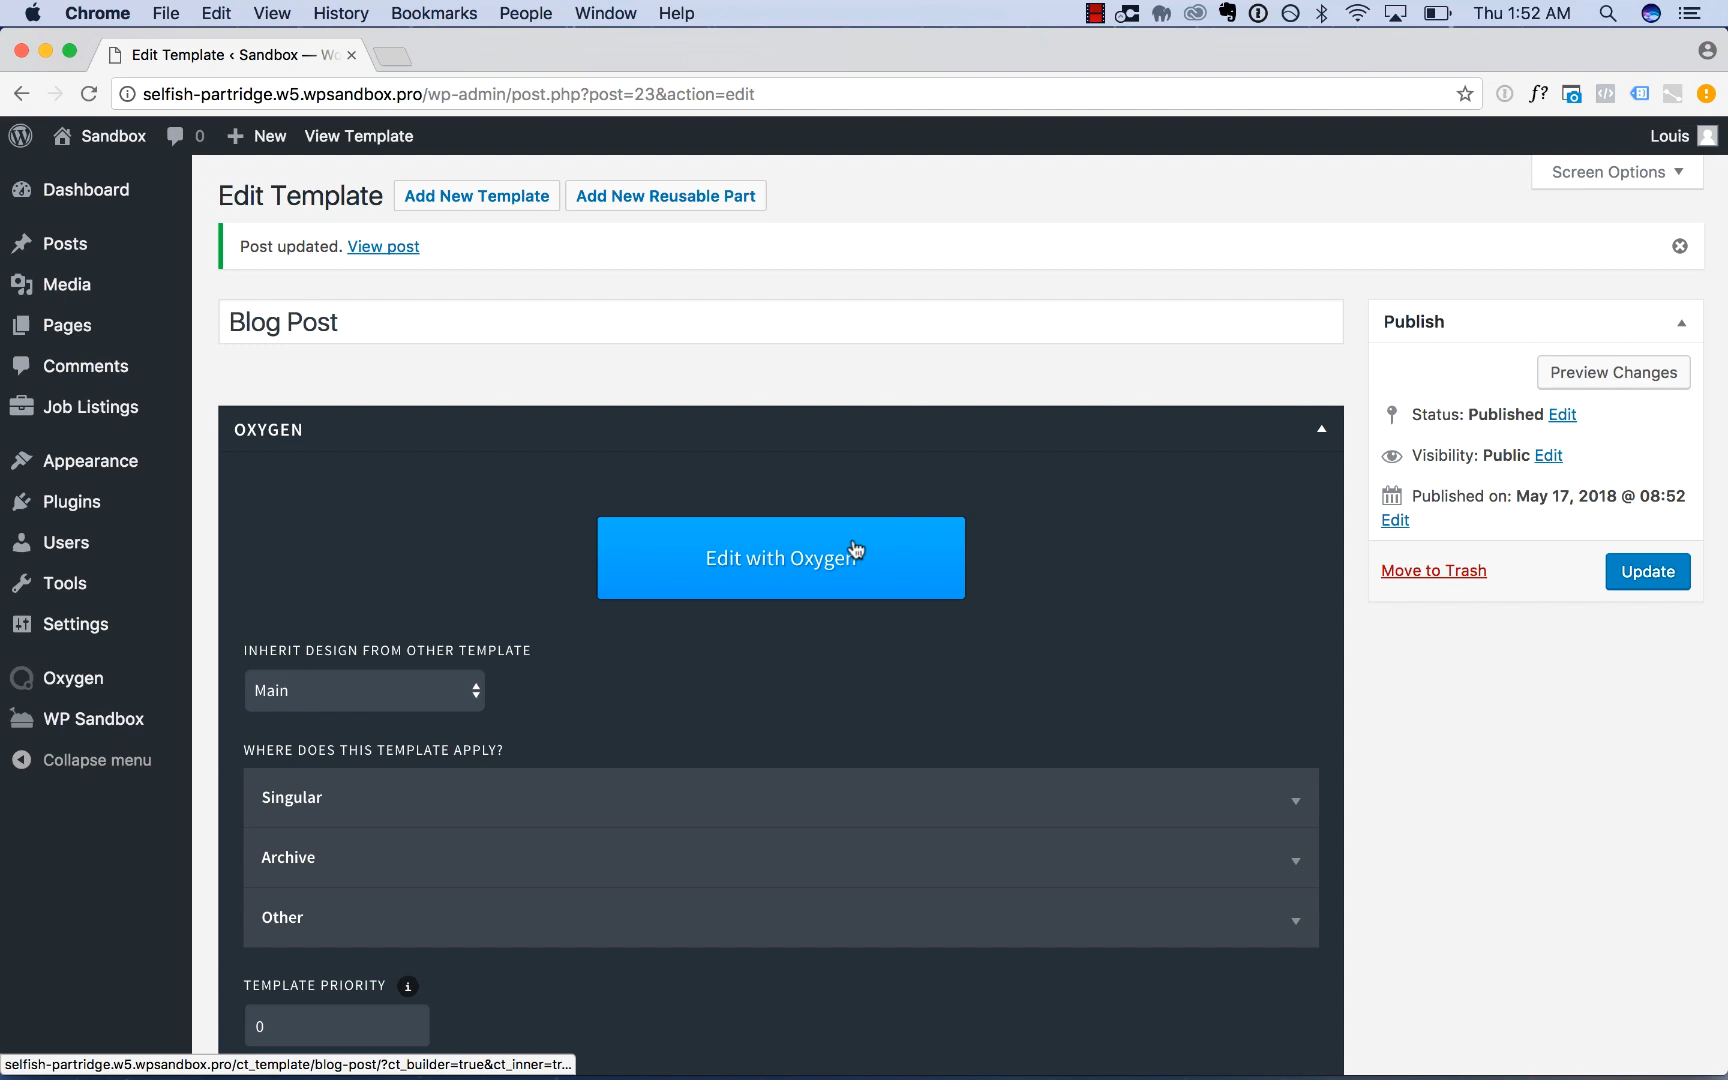 Chrome File Edit View History Bookmarks People Window Help Thu 1:52 AM
Edit Template ‹ Sandbox — Wo
selfish-partridge.w5.wpsandbox.pro/wp-admin/post.php?post=23&action=edit
f?
Sandbox 0 New View Template Louis
Screen Options
Dashboard
Posts
Media
Pages
Comments
Job Listings
Appearance
Plugins
Users
Tools
Settings
Oxygen
WP Sandbox
Collapse menu
Edit Template Add New Template Add New Reusable Part
Post updated. View post
Blog Post
OXYGEN
Edit with Oxygen
INHERIT DESIGN FROM OTHER TEMPLATE
Main
WHERE DOES THIS TEMPLATE APPLY?
Singular
Archive
Other
TEMPLATE PRIORITY i
0
Publish
Preview Changes
Status: Published Edit
Visibility: Public Edit
Published on: May 17, 2018 @ 08:52
Edit
Move to Trash Update
selfish-partridge.w5.wpsandbox.pro/ct_template/blog-post/?ct_builder=true&ct_inner=tr...